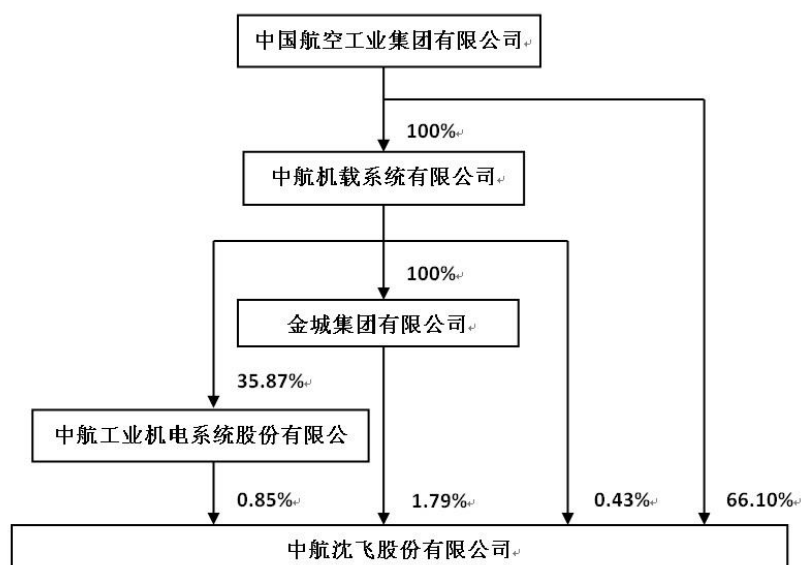 中国航空工业集团有限公司
100%
中航机载系统有限公司
100%
金城集团有限公司
35.87%
中航工业机电系统股份有限公
0.85%
1.79%
0.43%
66.10%
中航沈飞股份有限公司